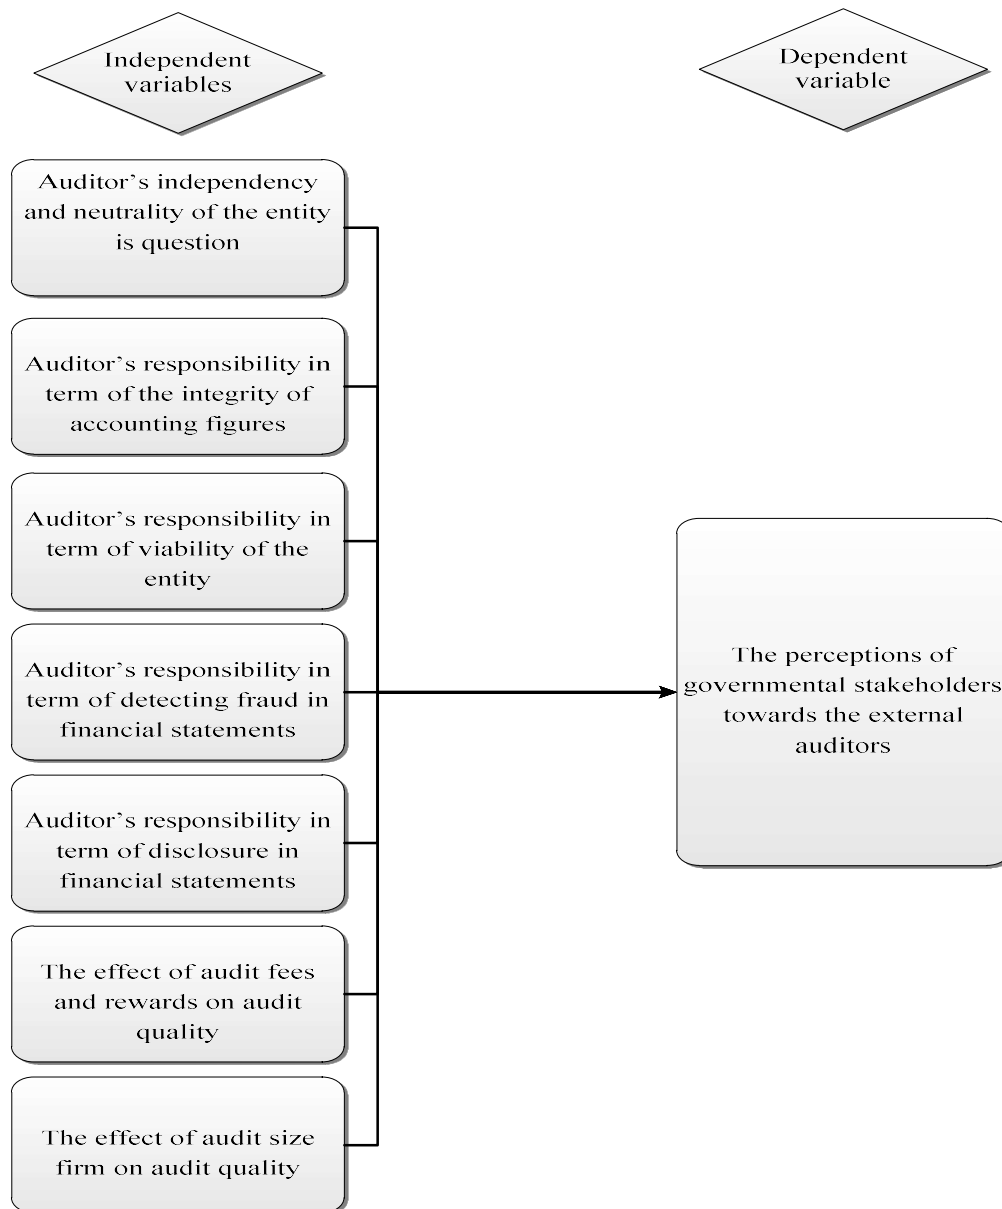 Independent
variables
Dependent
variable
Auditor’s independency
and neutrality of the entity
is question
Auditor’s responsibility in
term of the integrity of
accounting figures
Auditor’s responsibility in
term of viability of the
entity
Auditor’s responsibility in
term of detecting fraud in
financial statements
Auditor’s responsibility in
term of disclosure in
financial statements
The effect of audit fees
and rewards on audit
quality
The effect of audit size
firm on audit quality
The perceptions of
governmental stakeholders
towards the external
auditors